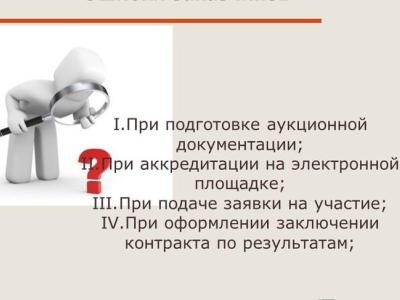 I.При подготовке аукционной
документации;
II.При аккредитации на электронной
площадке;
III.При подаче заявки на участие;
IV.При оформлении заключении
контракта по результатам;